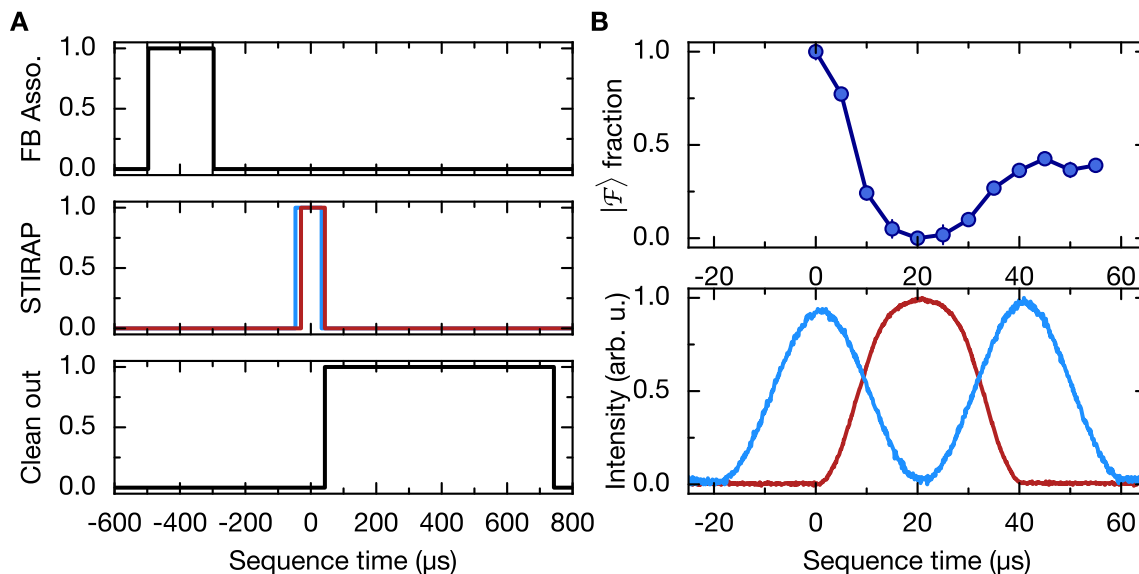 A
FB Asso.
1.0
0.5
0.0
STIRAP
1.0
0.5
0.0
Clean out
1.0
0.5
0.0
-600 -400 -200 0 200 400 600 800
Sequence time (µs)
B
|ℱ⟩ fraction
1.0
0.5
0.0
-20 0 20 40 60
Intensity (arb. u.)
1.0
0.5
0.0
-20 0 20 40 60
Sequence time (µs)